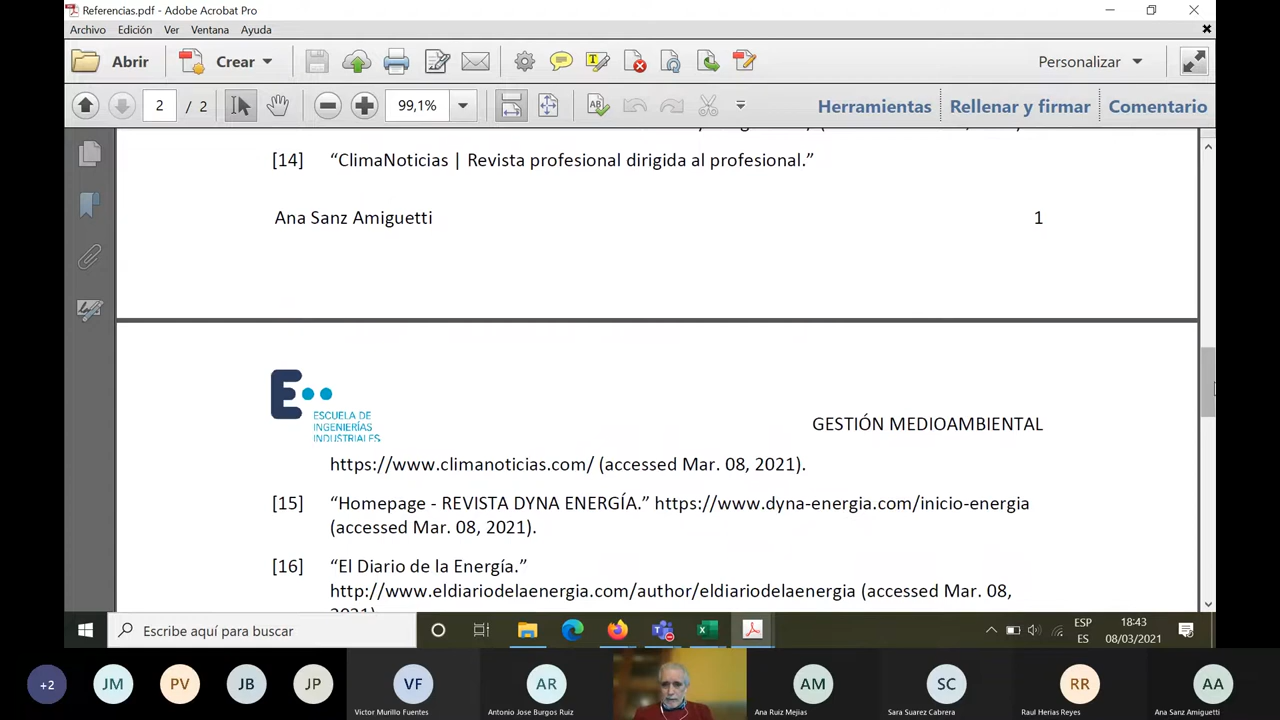 Referencias.pdf - Adobe Acrobat Pro
Archivo Edición Ver Ventana Ayuda
Abrir Crear Personalizar
2 / 2 99,1% Herramientas Rellenar y firmar Comentario
[14] “ClimaNoticias | Revista profesional dirigida al profesional.”
Ana Sanz Amiguetti 1
E
ESCUELA DE
INGENIERÍAS
INDUSTRIALES
GESTIÓN MEDIOAMBIENTAL
https://www.climanoticias.com/ (accessed Mar. 08, 2021).
[15] “Homepage - REVISTA DYNA ENERGÍA.” https://www.dyna-energia.com/inicio-energia
(accessed Mar. 08, 2021).
[16] “El Diario de la Energía.”
http://www.eldiariodelaenergia.com/author/eldiariodelaenergia (accessed Mar. 08,
2021)
Escribe aquí para buscar
ESP
ES
18:43
08/03/2021
+2 JM PV JB JP VF AR AM SC RR AA
Victor Murillo Fuentes Antonio Jose Burgos Ruiz Ana Ruiz Mejias Sara Suarez Cabrera Raul Herias Reyes Ana Sanz Amiguetti